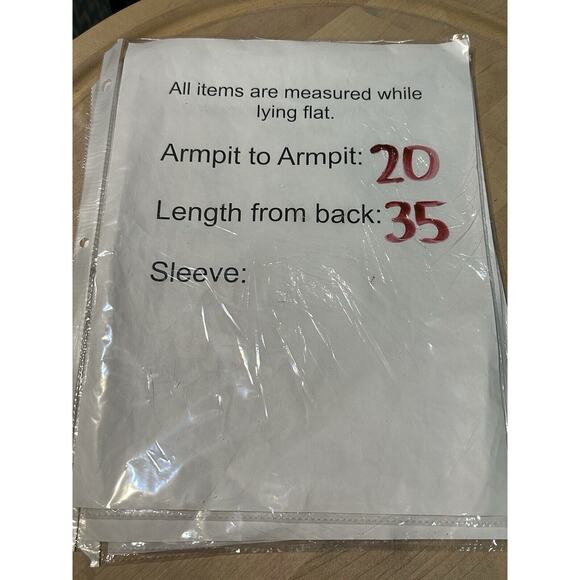 All items are measured while
lying flat.
Armpit to Armpit: 20
Length from back: 35
Sleeve: